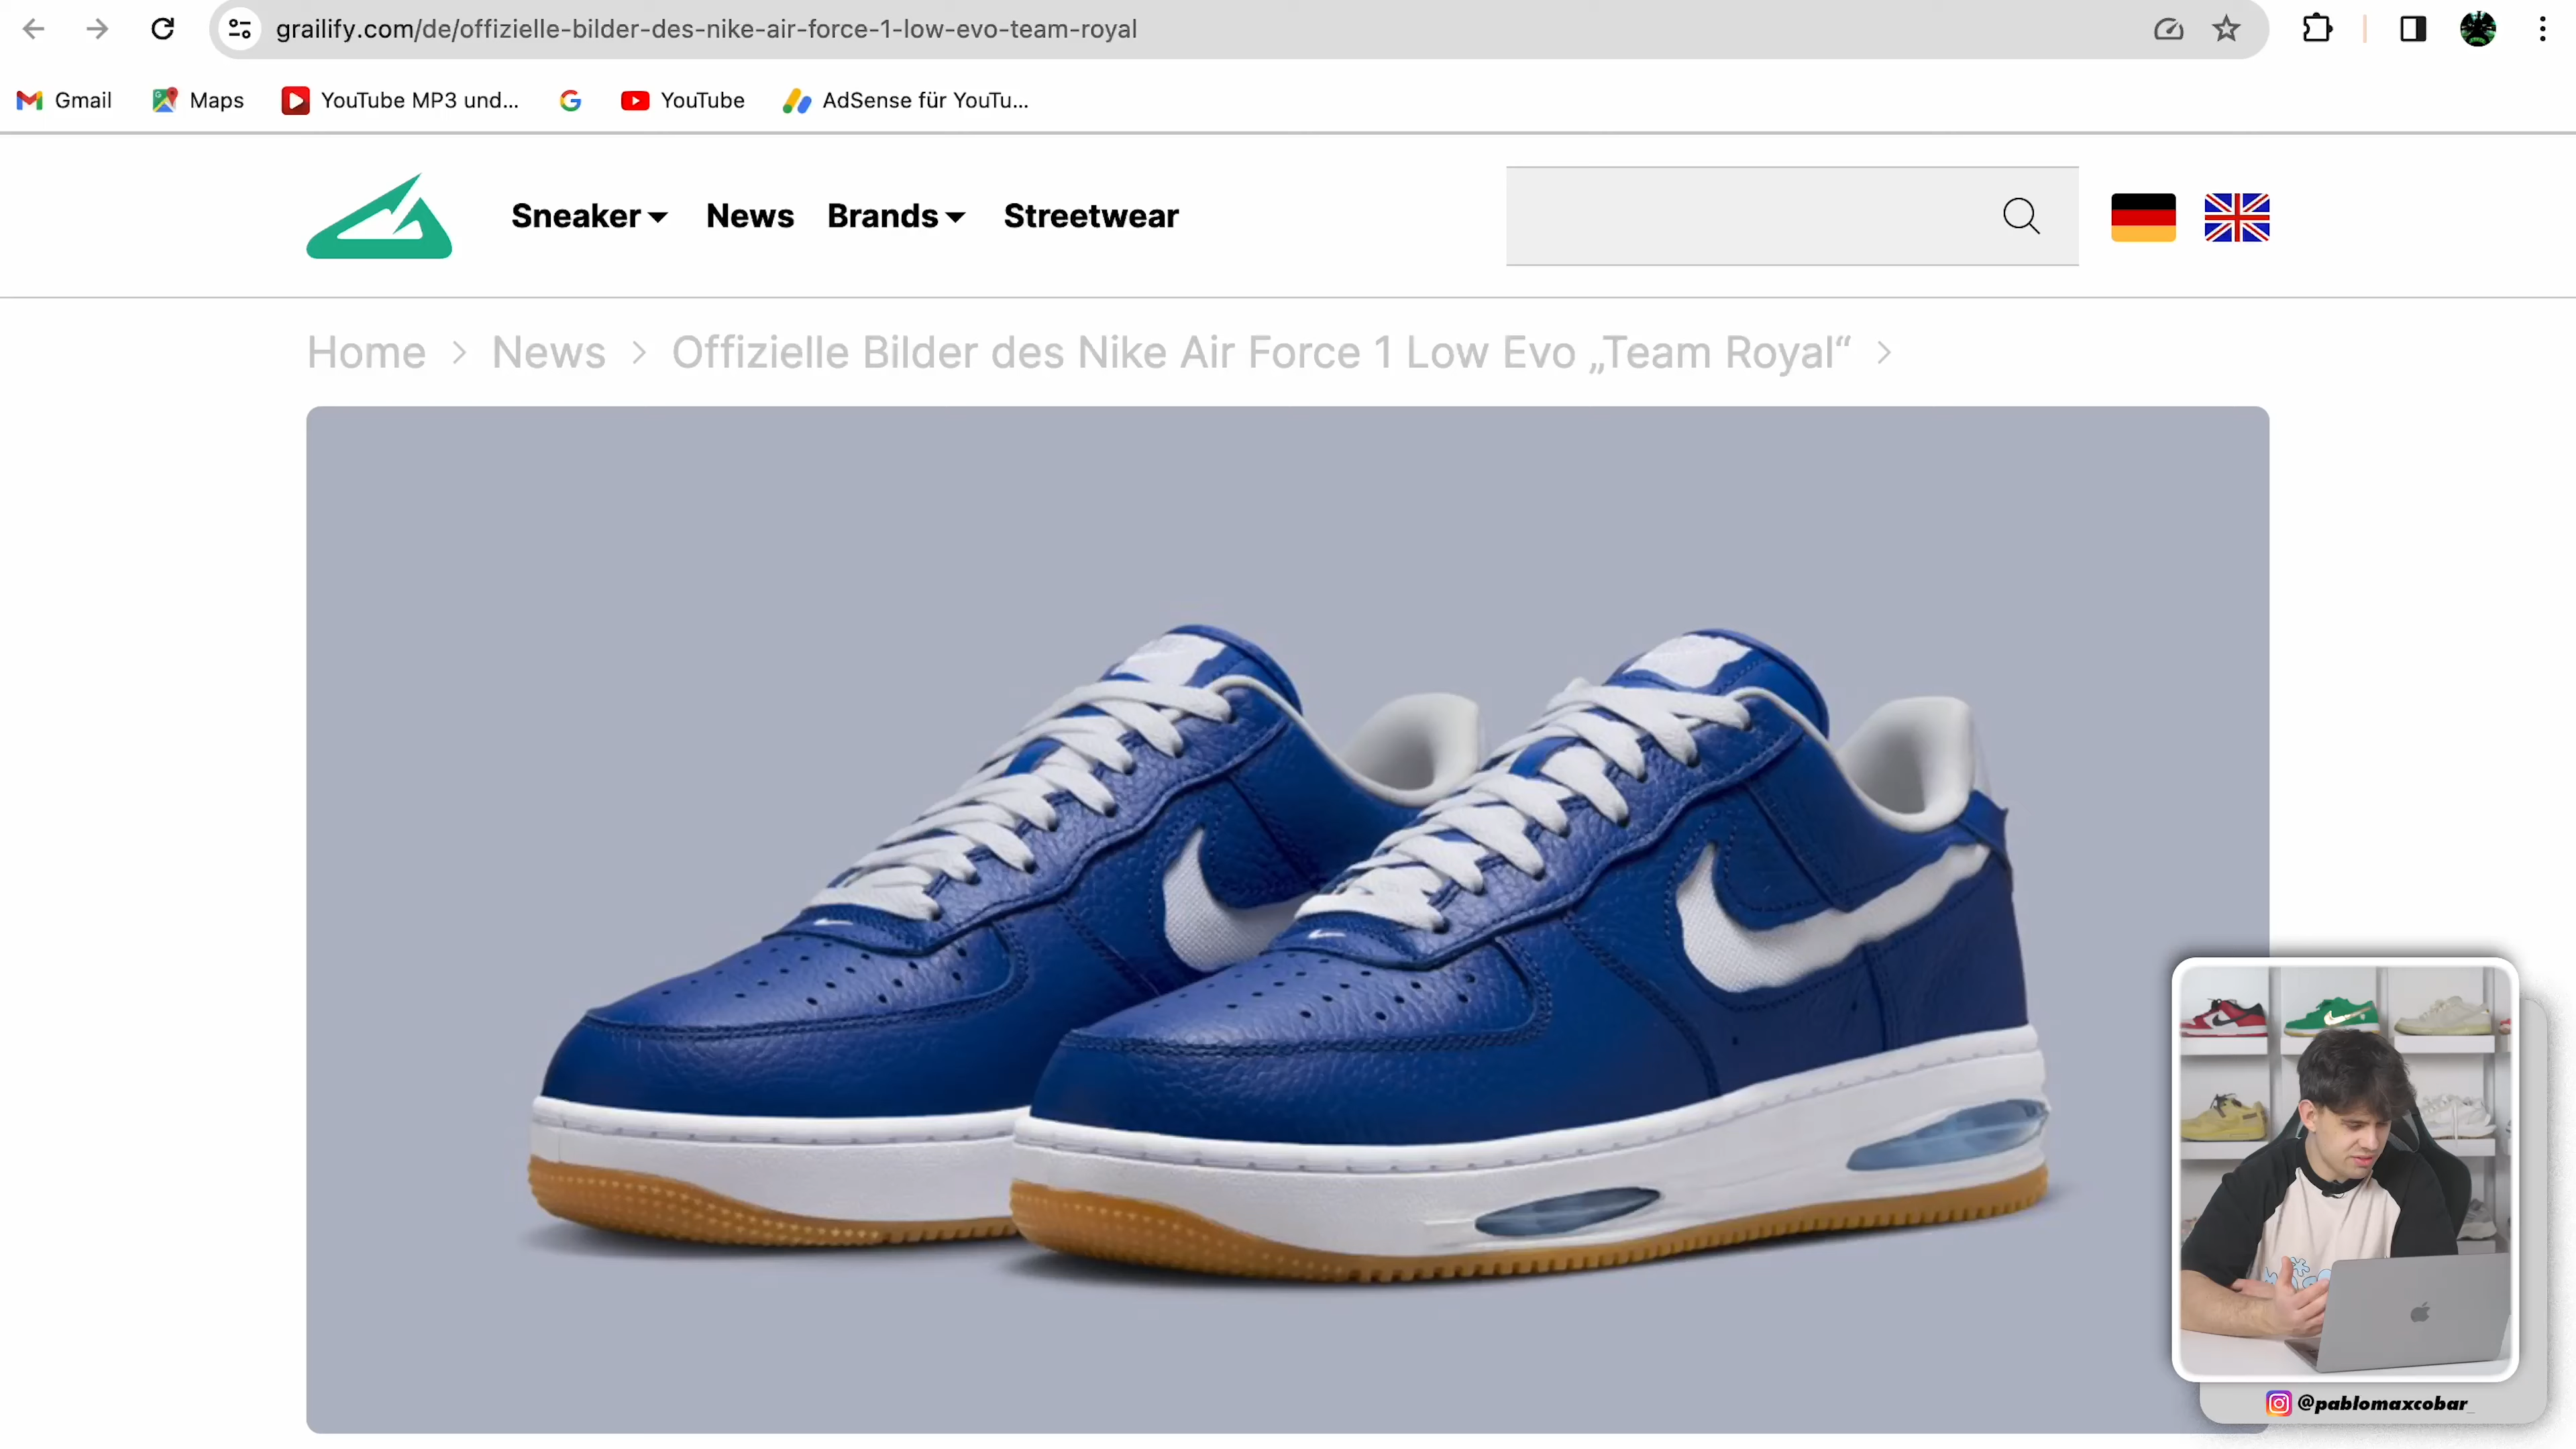 grailify.com/de/offizielle-bilder-des-nike-air-force-1-low-evo-team-royal
Gmail Maps YouTube MP3 und... YouTube AdSense für YouTu...
Sneaker News Brands Streetwear
Home > News > Offizielle Bilder des Nike Air Force 1 Low Evo „Team Royal“ >
@pablomaxcobar_